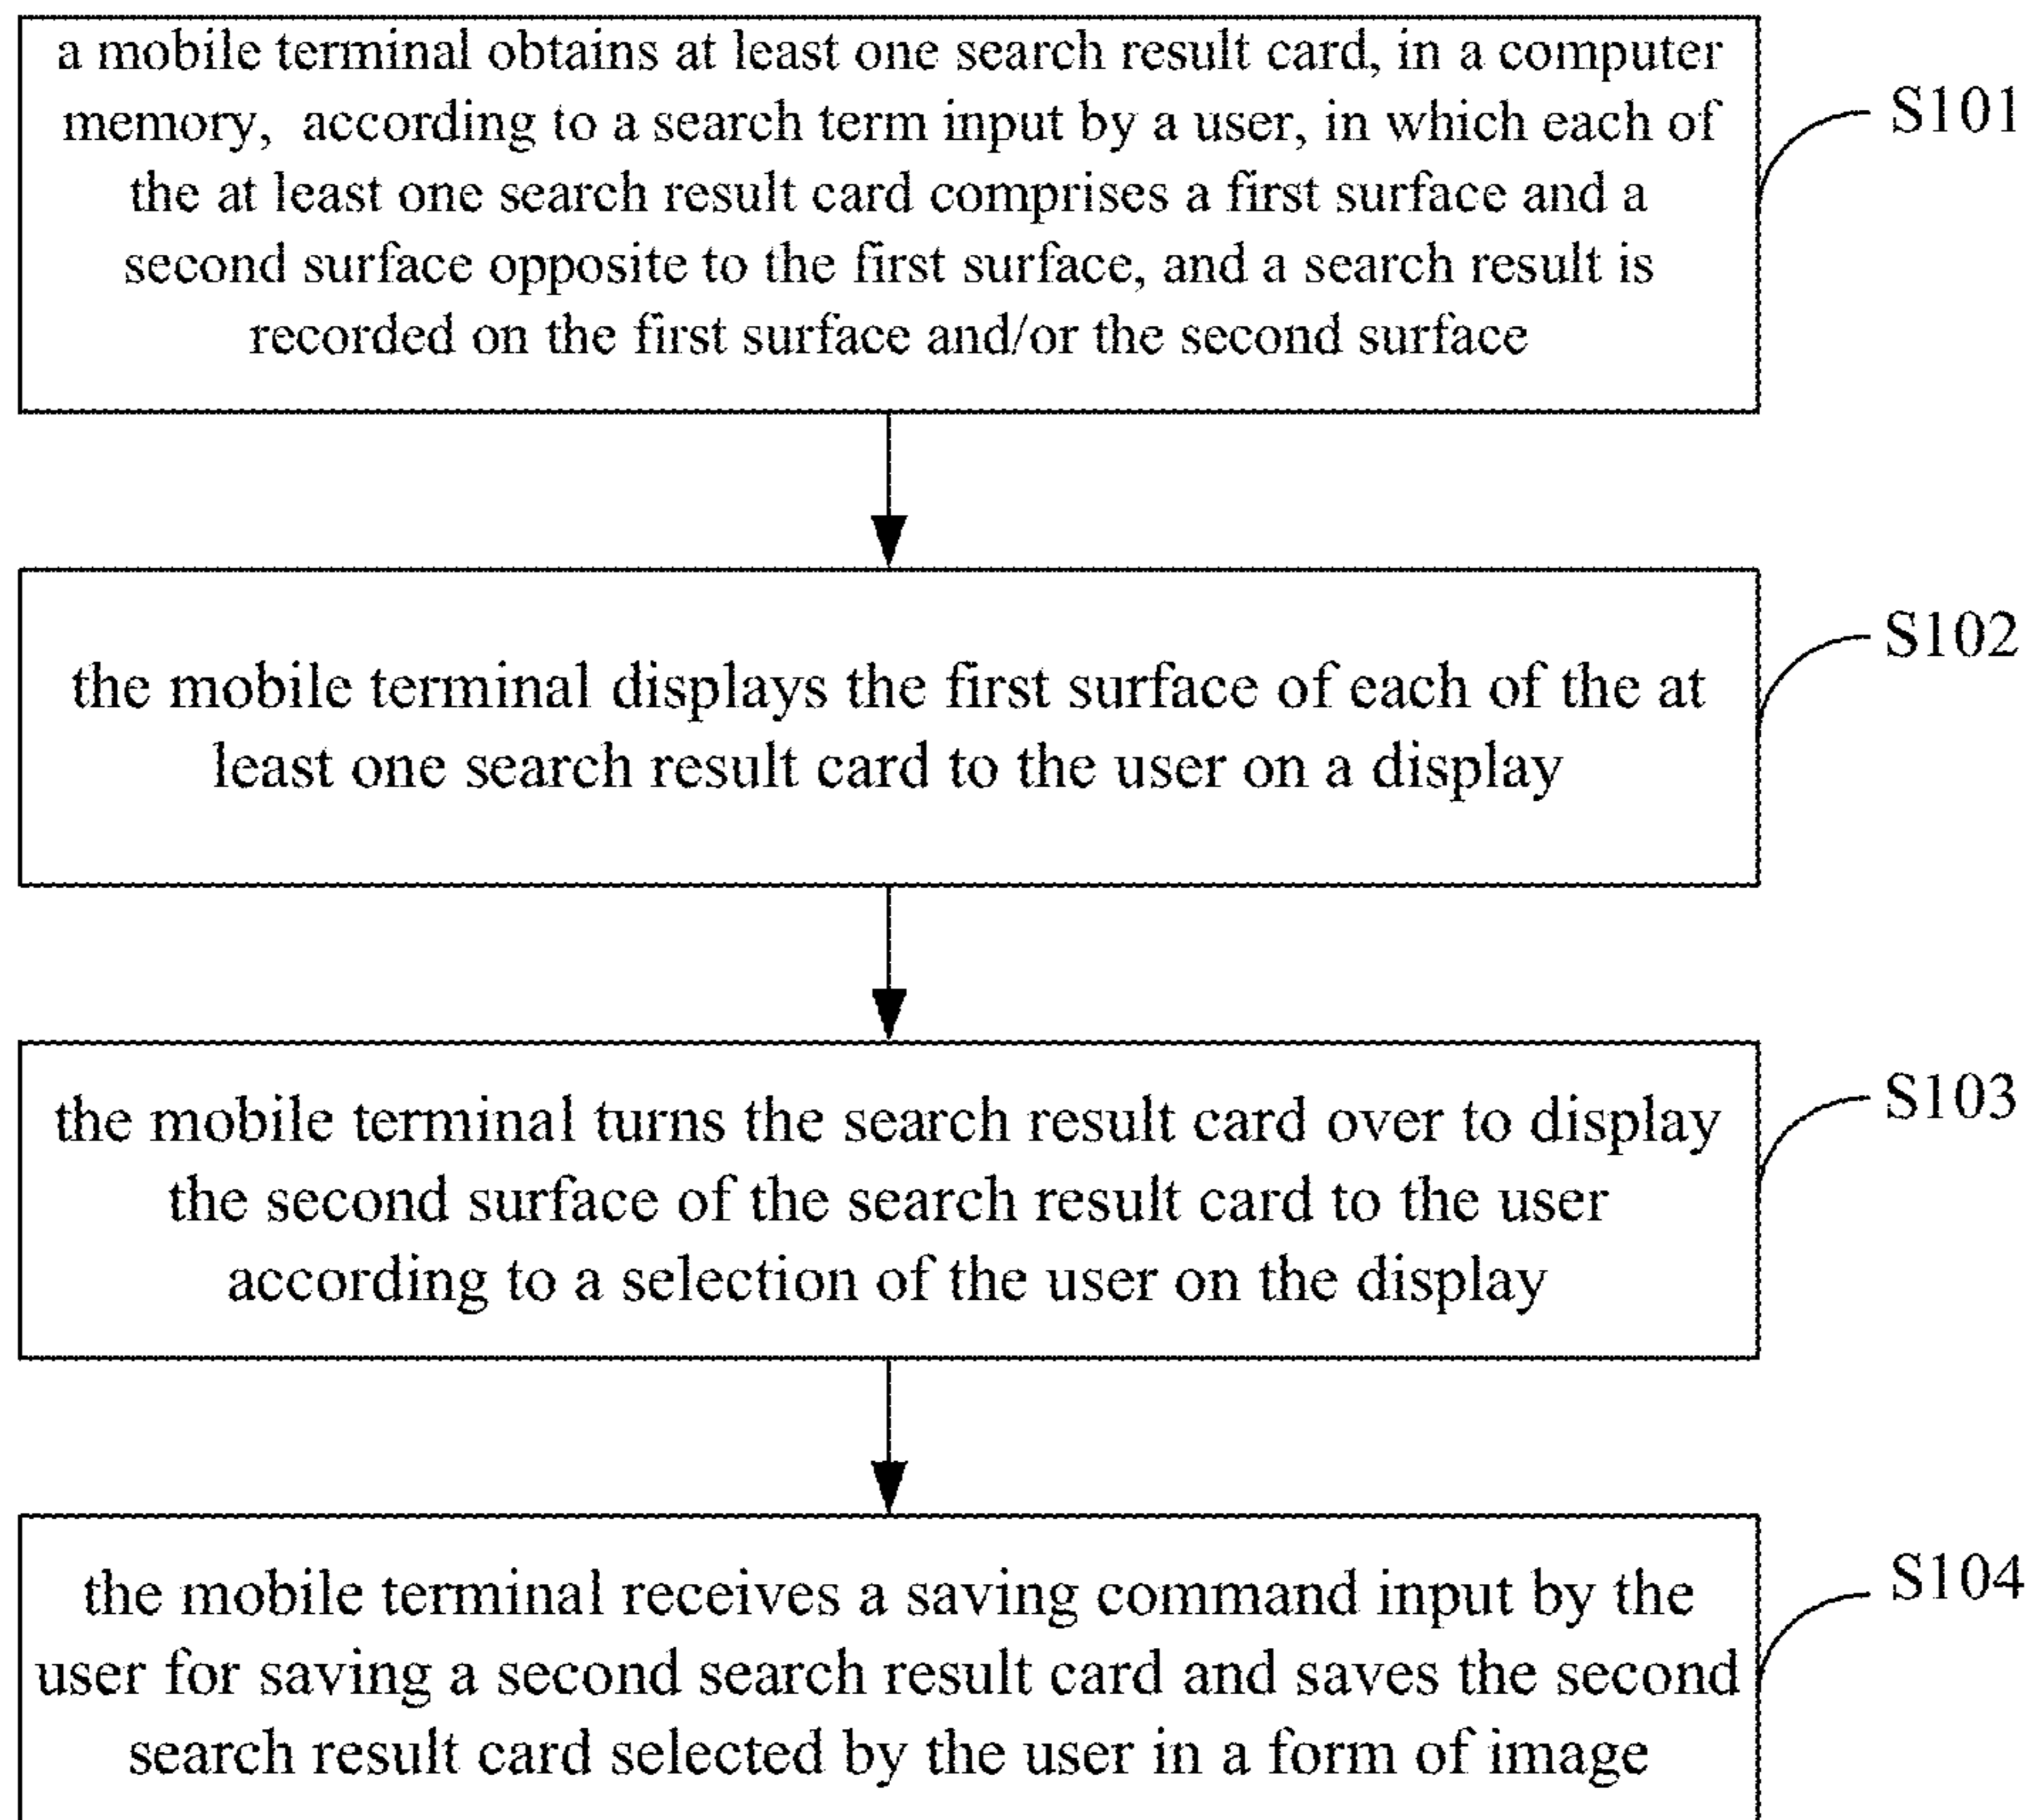 a mobile terminal obtains at least one search result card, in a computer
memory, according to a search term input by a user, in which each of
the at least one search result card comprises a first surface and a
second surface opposite to the first surface, and a search result is
recorded on the first surface and/or the second surface
S101
the mobile terminal displays the first surface of each of the at
least one search result card to the user on a display
S102
the mobile terminal turns the search result card over to display
the second surface of the search result card to the user
according to a selection of the user on the display
S103
the mobile terminal receives a saving command input by the
user for saving a second search result card and saves the second
search result card selected by the user in a form of image
S104